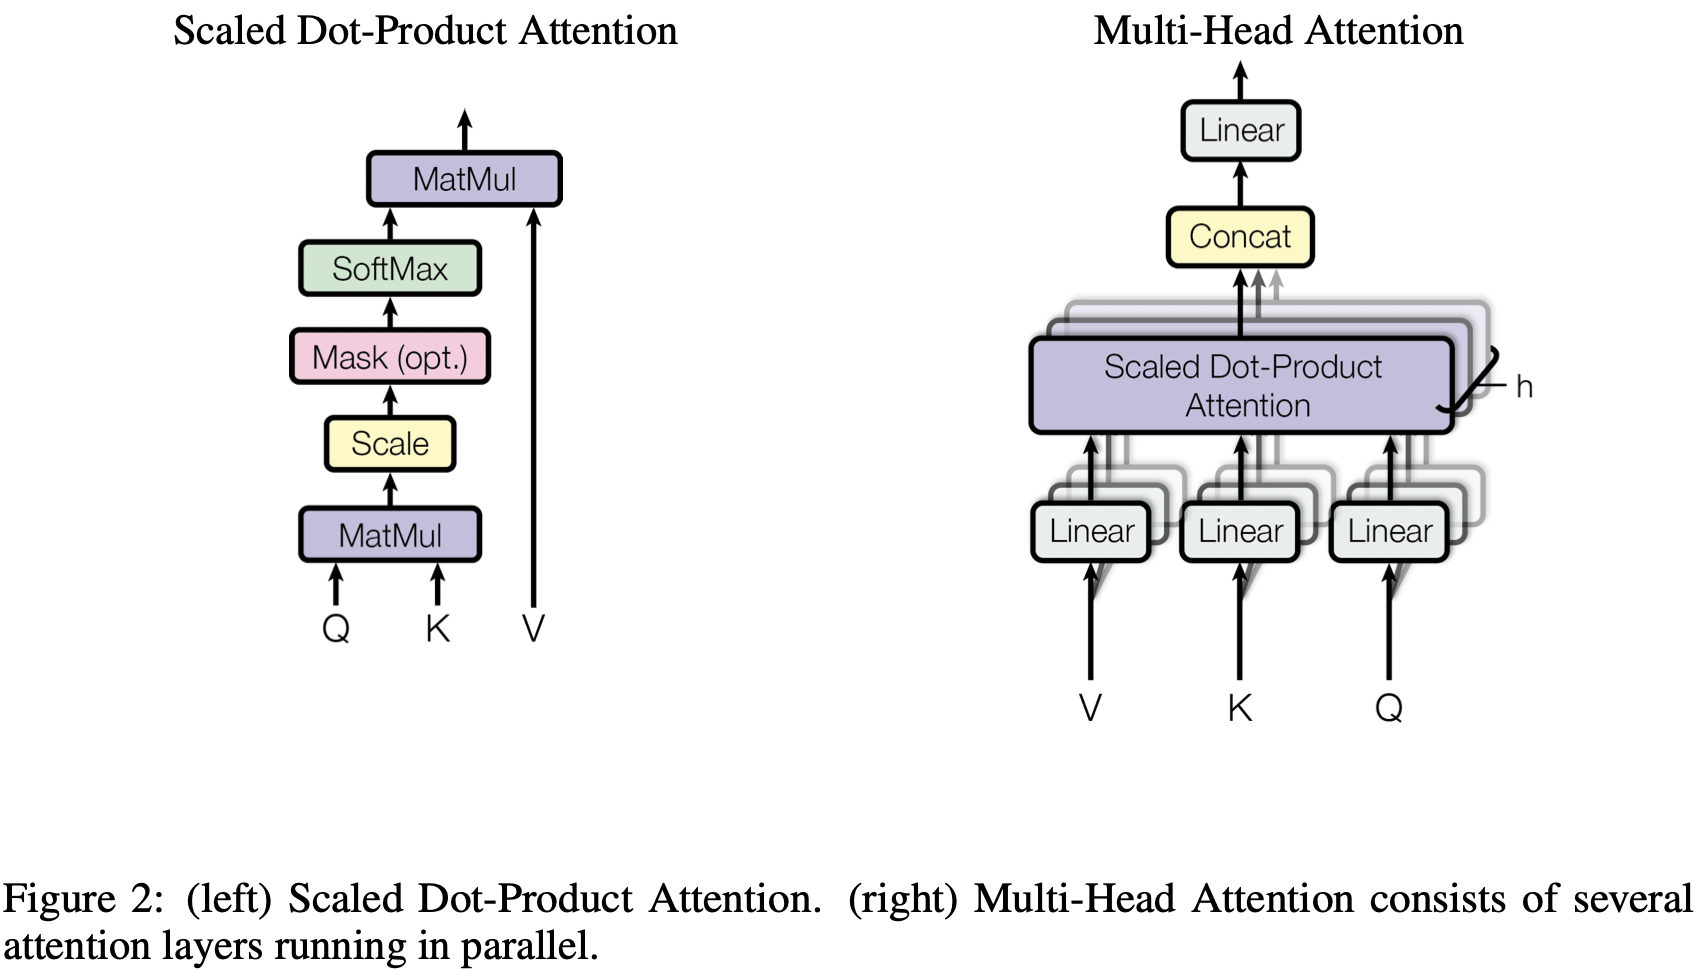 Scaled Dot-Product Attention
MatMul
SoftMax
Mask (opt.)
Scale
MatMul
Q K V
Multi-Head Attention
Linear
Concat
Scaled Dot-Product
Attention
h
Linear Linear Linear
V K Q
Figure 2: (left) Scaled Dot-Product Attention. (right) Multi-Head Attention consists of several
attention layers running in parallel.